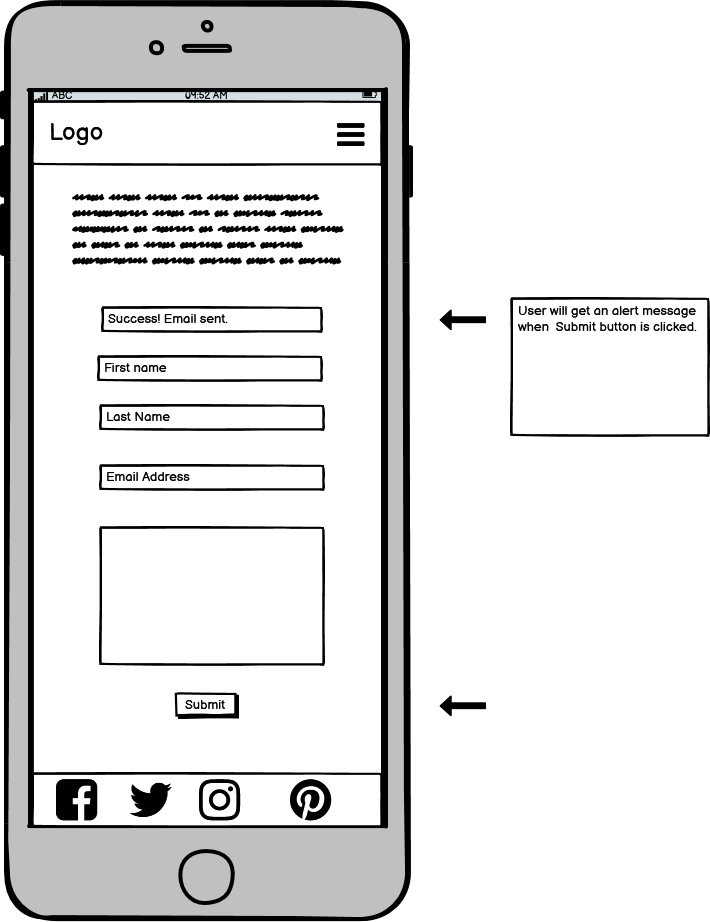 ABC
09:52 AM
Logo
Success! Email sent.
User will get an alert message
when  Submit button is clicked.
First name
Last Name
Email Address
Submit